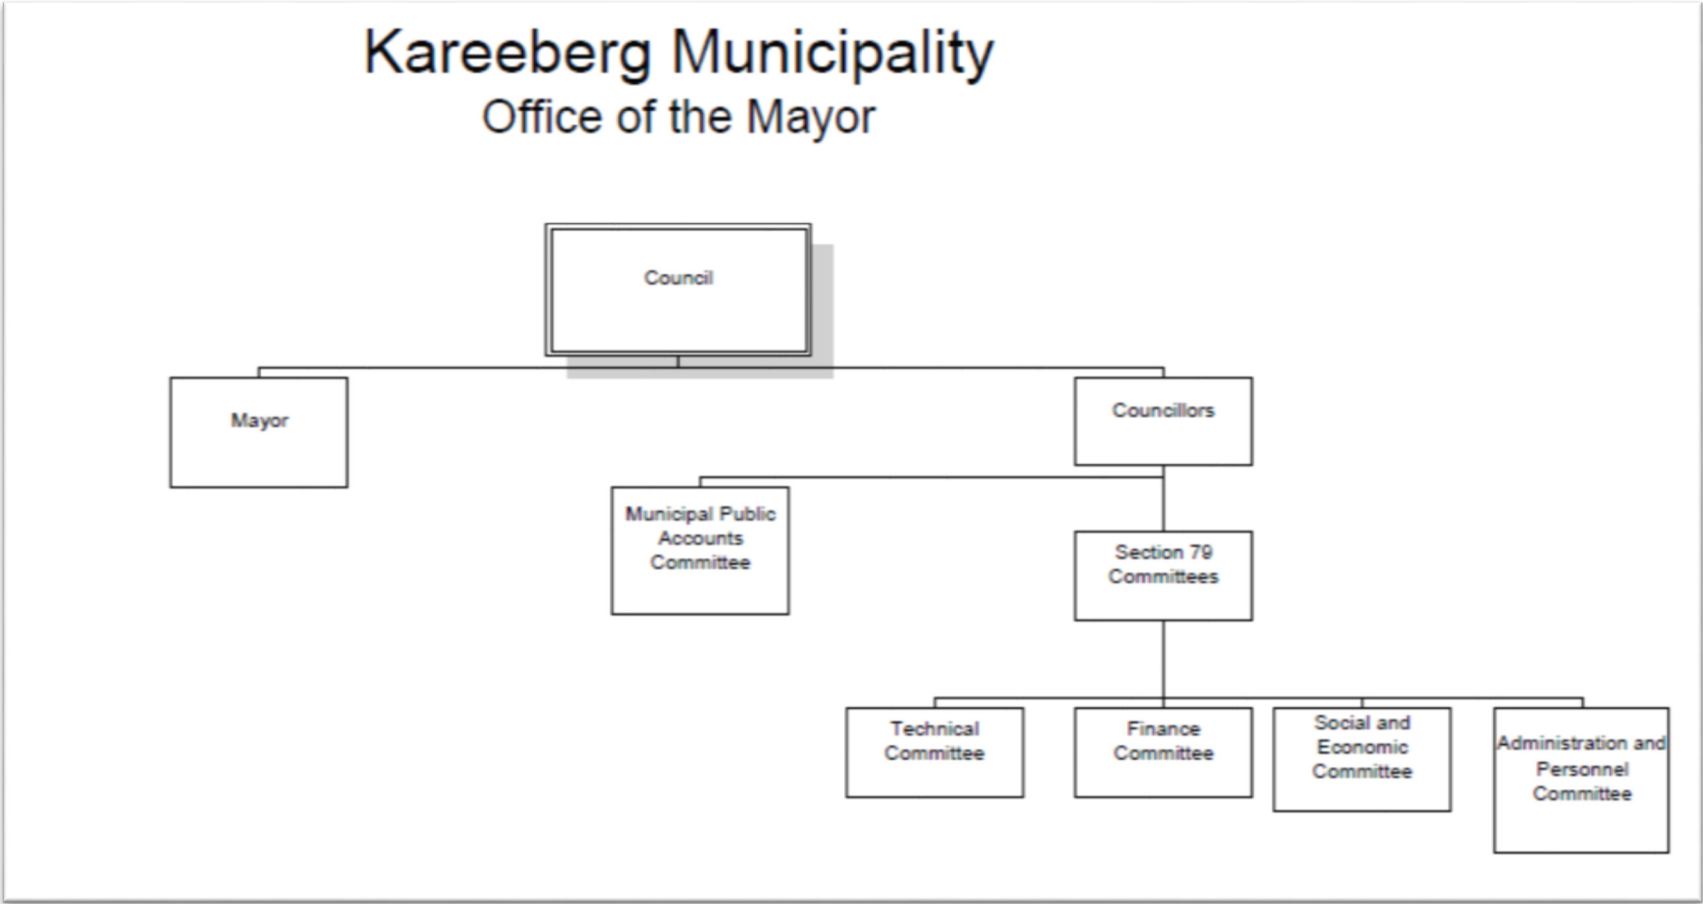 Kareeberg Municipality
Office of the Mayor
Council
Mayor
Councillors
Municipal Public
Accounts
Committee
Section 79
Committees
Technical
Committee
Finance
Committee
Social and
Economic
Committee
Administration and
Personnel
Committee